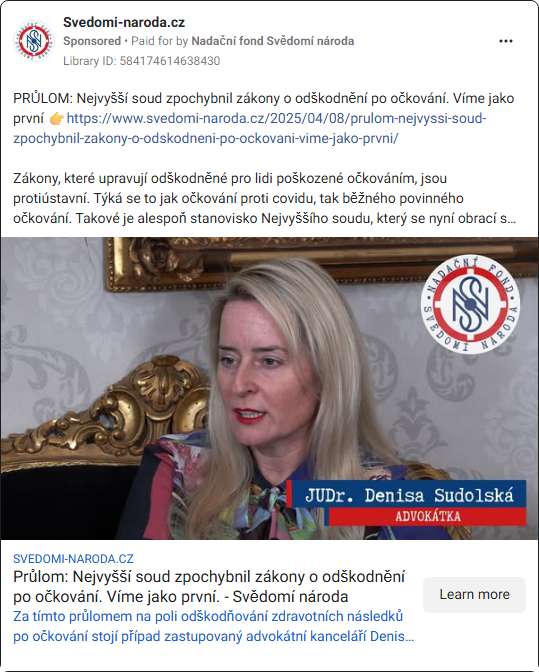 Svedomi-naroda.cz
Sponsored • Paid for by Nadační fond Svědomí národa
Library ID: 584174614638430
PRŮLOM: Nejvyšší soud zpochybnil zákony o odškodnění po očkování. Víme jako
první 👉https://www.svedomi-naroda.cz/2025/04/08/prulom-nejvyssi-soud-
zpochybnil-zakony-o-odskodneni-po-ockovani-vime-jako-prvni/
Zákony, které upravují odškodněné pro lidi poškozené očkováním, jsou
protiústavní. Týká se to jak očkování proti covidu, tak běžného povinného
očkování. Takové je alespoň stanovisko Nejvyššího soudu, který se nyní obrací s...
NADAČNÍ FOND
SVĚDOMÍ NÁRODA
JUDr. Denisa Sudolská
ADVOKÁTKA
SVEDOMI-NARODA.CZ
Průlom: Nejvyšší soud zpochybnil zákony o odškodnění
po očkování. Víme jako první. - Svědomí národa
Za tímto průlomem na poli odškodňování zdravotních následků
po očkování stojí případ zastupovaný advokátní kanceláří Denis...
Learn more